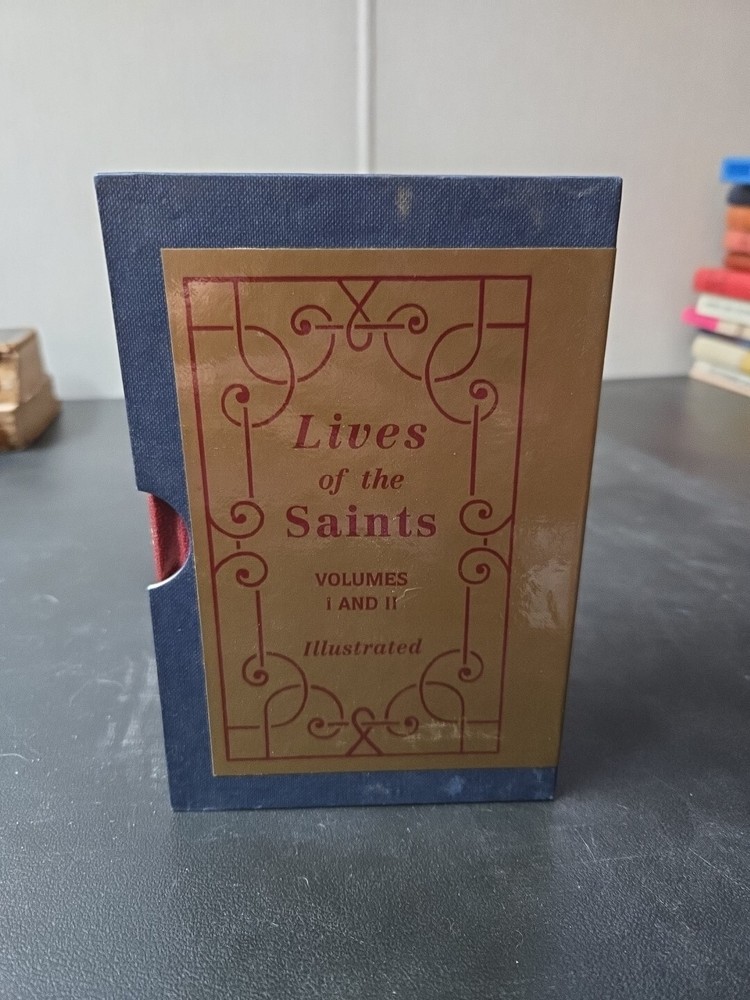 Lives
of the
Saints
VOLUMES
I AND II
Illustrated